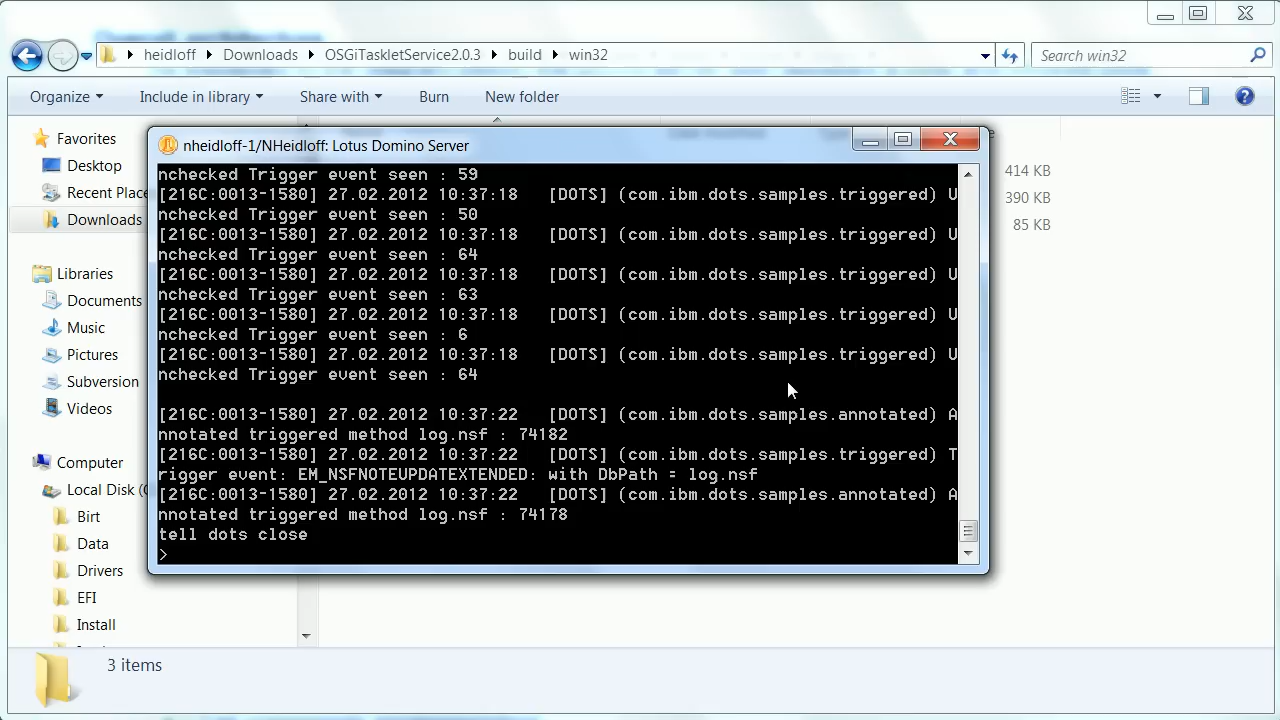 heidloff
Downloads
OSGiTaskletService2.0.3
build
win32
Search win32
Organize
Include in library
Share with
Burn
New folder
Favorites
Desktop
Recent Place
Downloads
Libraries
Documents
Music
Pictures
Subversion
Videos
Computer
Local Disk (C
Birt
Data
Drivers
EFI
Install
414 KB
390 KB
85 KB
nheidloff-1/NHeidloff: Lotus Domino Server
nchecked Trigger event seen : 59
[216C:0013-1580] 27.02.2012 10:37:18   [DOTS] (com.ibm.dots.samples.triggered) U
nchecked Trigger event seen : 50
[216C:0013-1580] 27.02.2012 10:37:18   [DOTS] (com.ibm.dots.samples.triggered) U
nchecked Trigger event seen : 64
[216C:0013-1580] 27.02.2012 10:37:18   [DOTS] (com.ibm.dots.samples.triggered) U
nchecked Trigger event seen : 63
[216C:0013-1580] 27.02.2012 10:37:18   [DOTS] (com.ibm.dots.samples.triggered) U
nchecked Trigger event seen : 6
[216C:0013-1580] 27.02.2012 10:37:18   [DOTS] (com.ibm.dots.samples.triggered) U
nchecked Trigger event seen : 64
[216C:0013-1580] 27.02.2012 10:37:22   [DOTS] (com.ibm.dots.samples.annotated) A
nnotated triggered method log.nsf : 74182
[216C:0013-1580] 27.02.2012 10:37:22   [DOTS] (com.ibm.dots.samples.triggered) T
rigger event: EM_NSFNOTEUPDATEXTENDED: with DbPath = log.nsf
[216C:0013-1580] 27.02.2012 10:37:22   [DOTS] (com.ibm.dots.samples.annotated) A
nnotated triggered method log.nsf : 74178
tell dots close
>
3 items